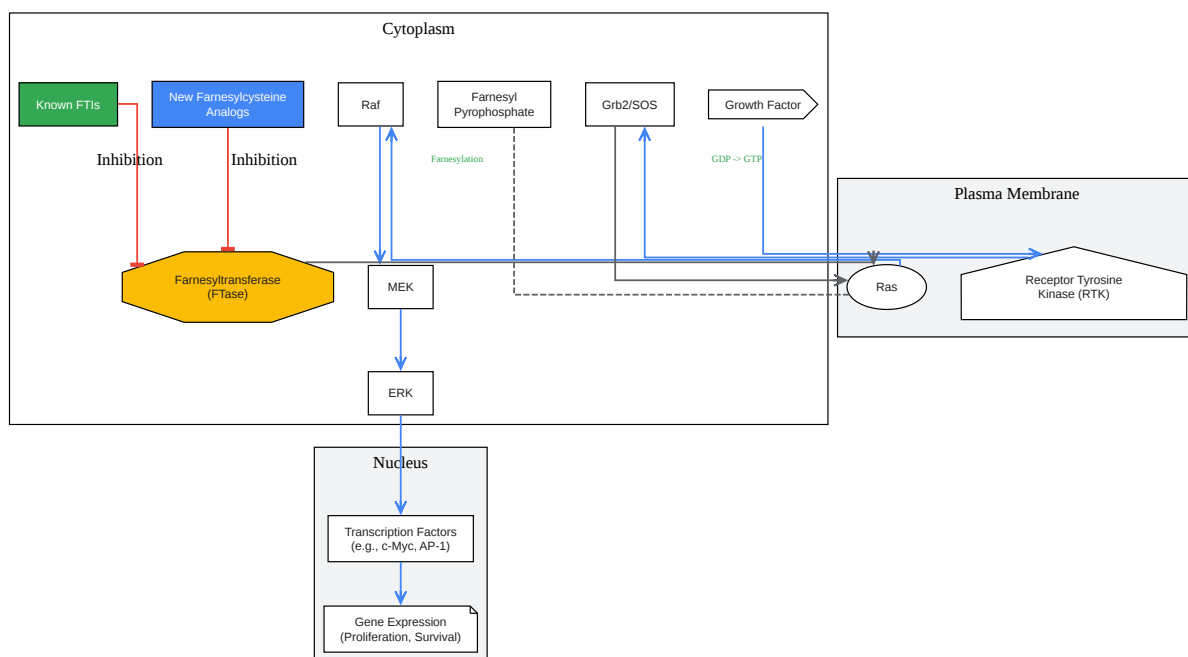 Cytoplasm
Known FTIs
New Farnesylcysteine
Analogs
Raf
Farnesyl
Pyrophosphate
Grb2/SOS
Growth Factor
Inhibition
Inhibition
Farnesylation
GDP -> GTP
Plasma Membrane
Farnesyltransferase
(FTase)
MEK
Ras
Receptor Tyrosine
Kinase (RTK)
ERK
Nucleus
Transcription Factors
(e.g., c-Myc, AP-1)
Gene Expression
(Proliferation, Survival)